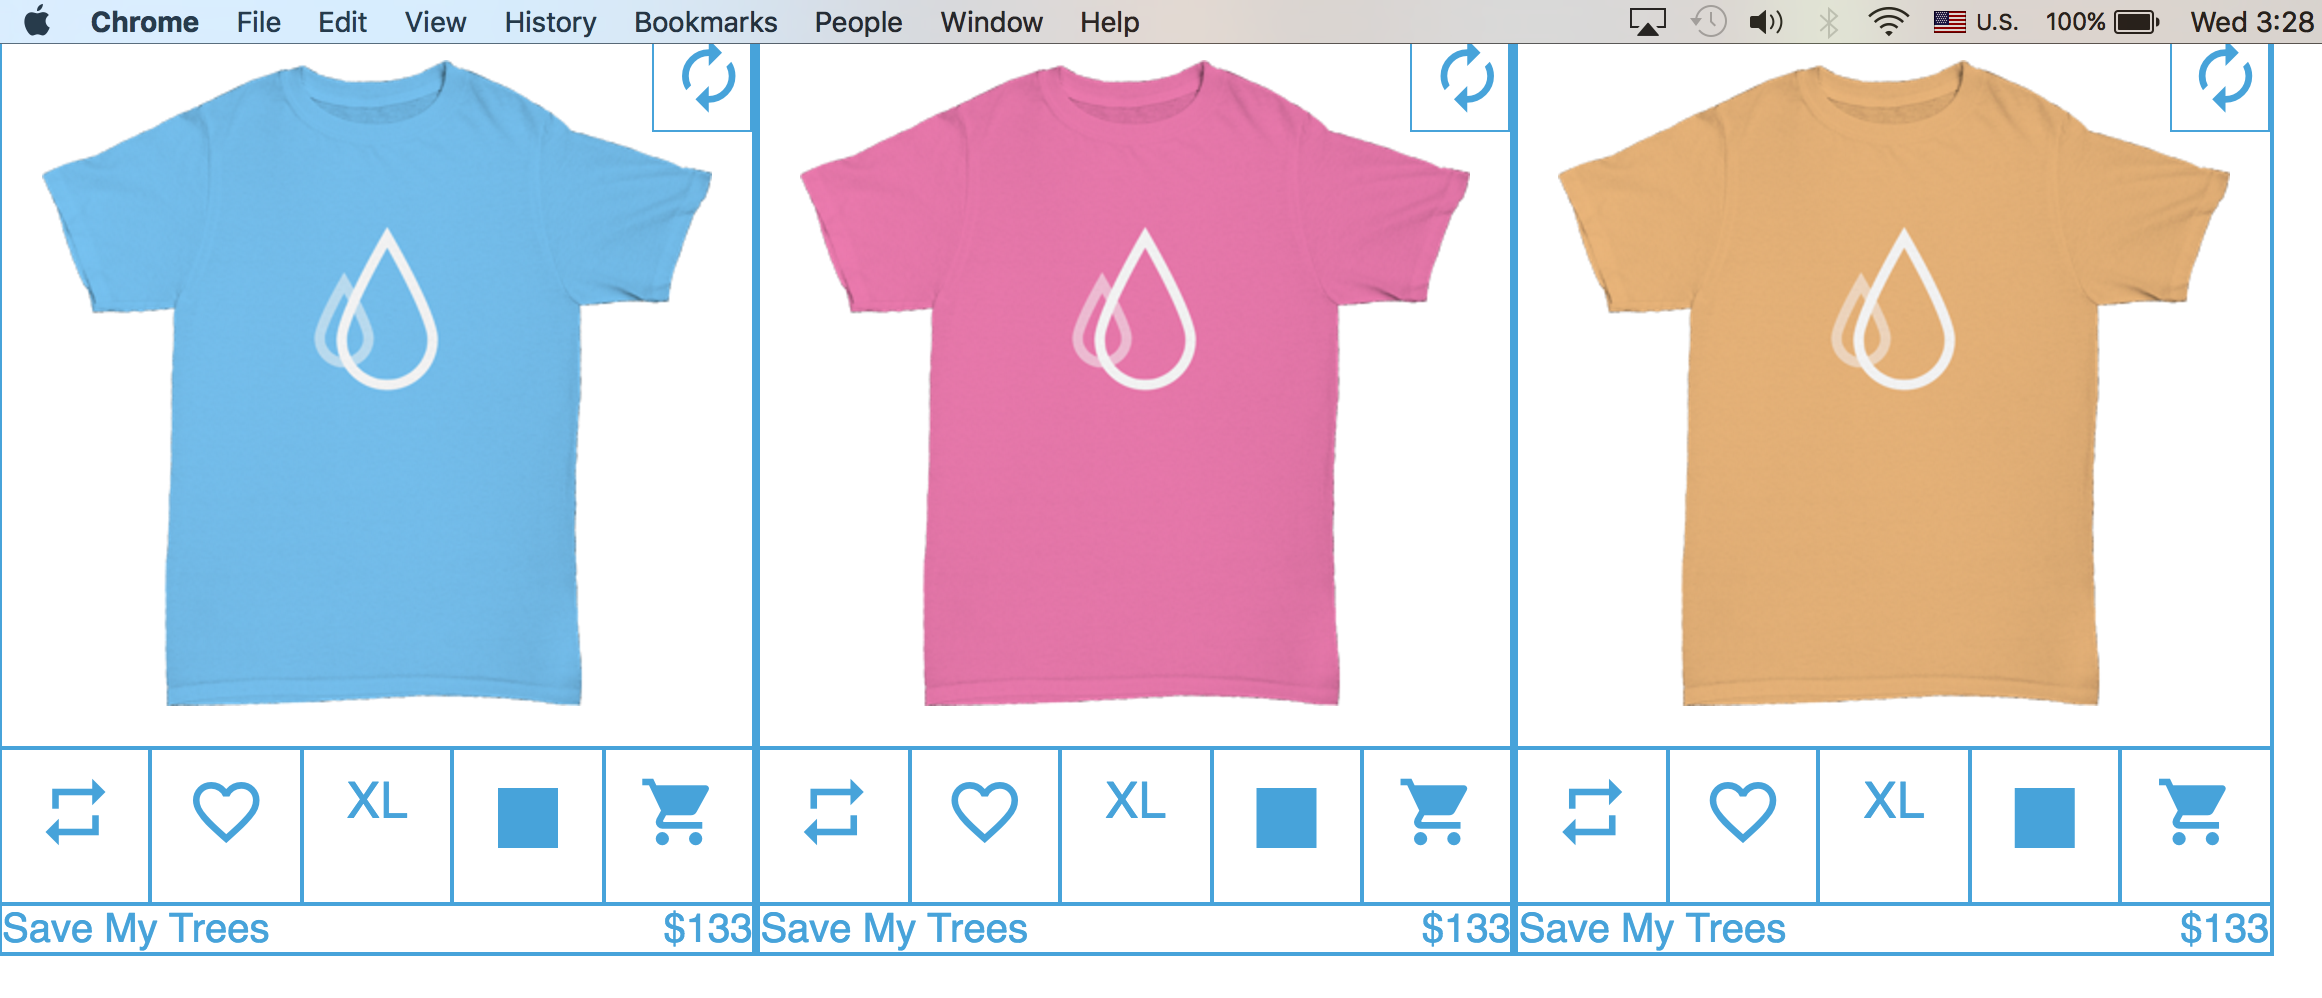 Chrome File Edit View History Bookmarks People Window Help U.S. 100% Wed 3:28
XL XL XL
Save My Trees $133 Save My Trees $133 Save My Trees $133